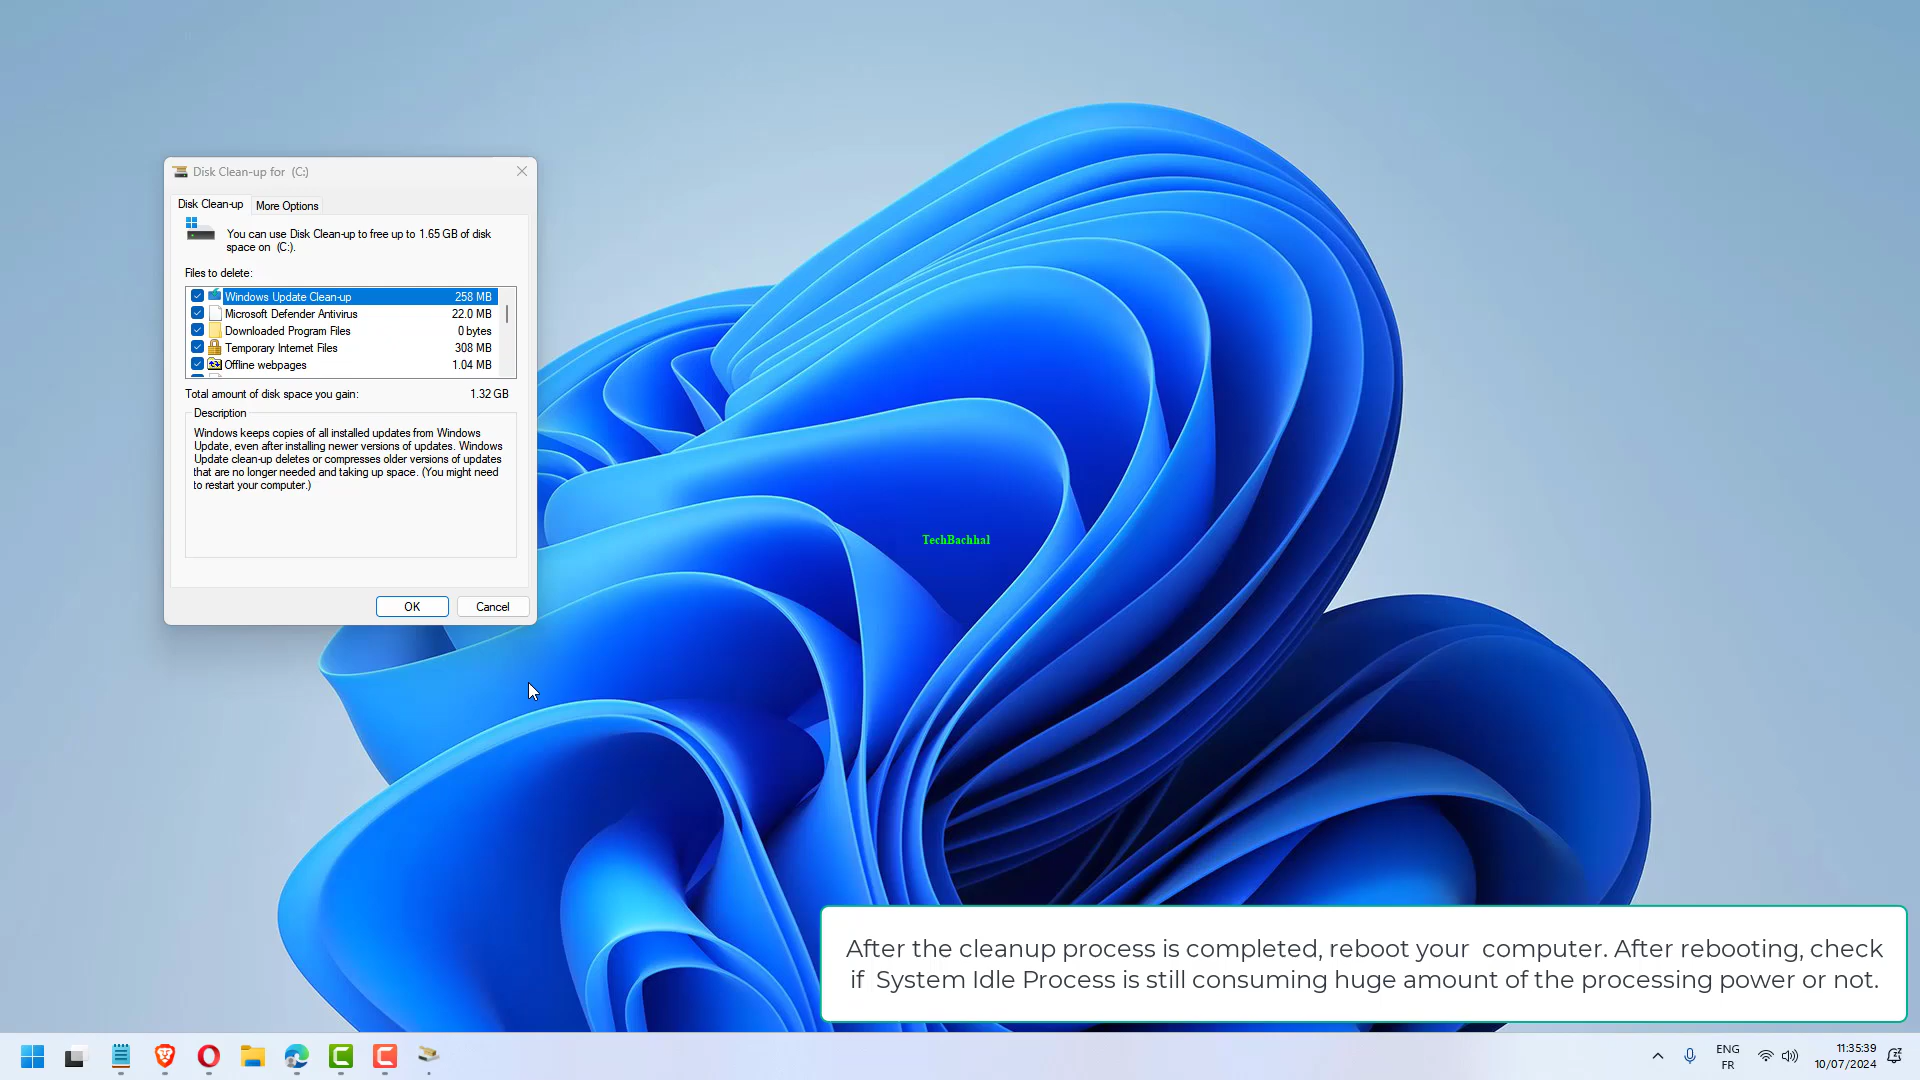 Disk Clean-up for (C:)
Disk Clean-up
More Options
You can use Disk Clean-up to free up to 1.65 GB of disk
space on (C:).
Files to delete:
Windows Update Clean-up 258 MB
Microsoft Defender Antivirus 22.0 MB
Downloaded Program Files 0 bytes
Temporary Internet Files 308 MB
Offline webpages 1.04 MB
Total amount of disk space you gain: 1.32 GB
Description
Windows keeps copies of all installed updates from Windows
Update, even after installing newer versions of updates. Windows
Update clean-up deletes or compresses older versions of updates
that are no longer needed and taking up space. (You might need
to restart your computer.)
OK
Cancel
TechBachhal
After the cleanup process is completed, reboot your computer. After rebooting, check
if System Idle Process is still consuming huge amount of the processing power or not.
ENG
FR
11:35:39
10/07/2024